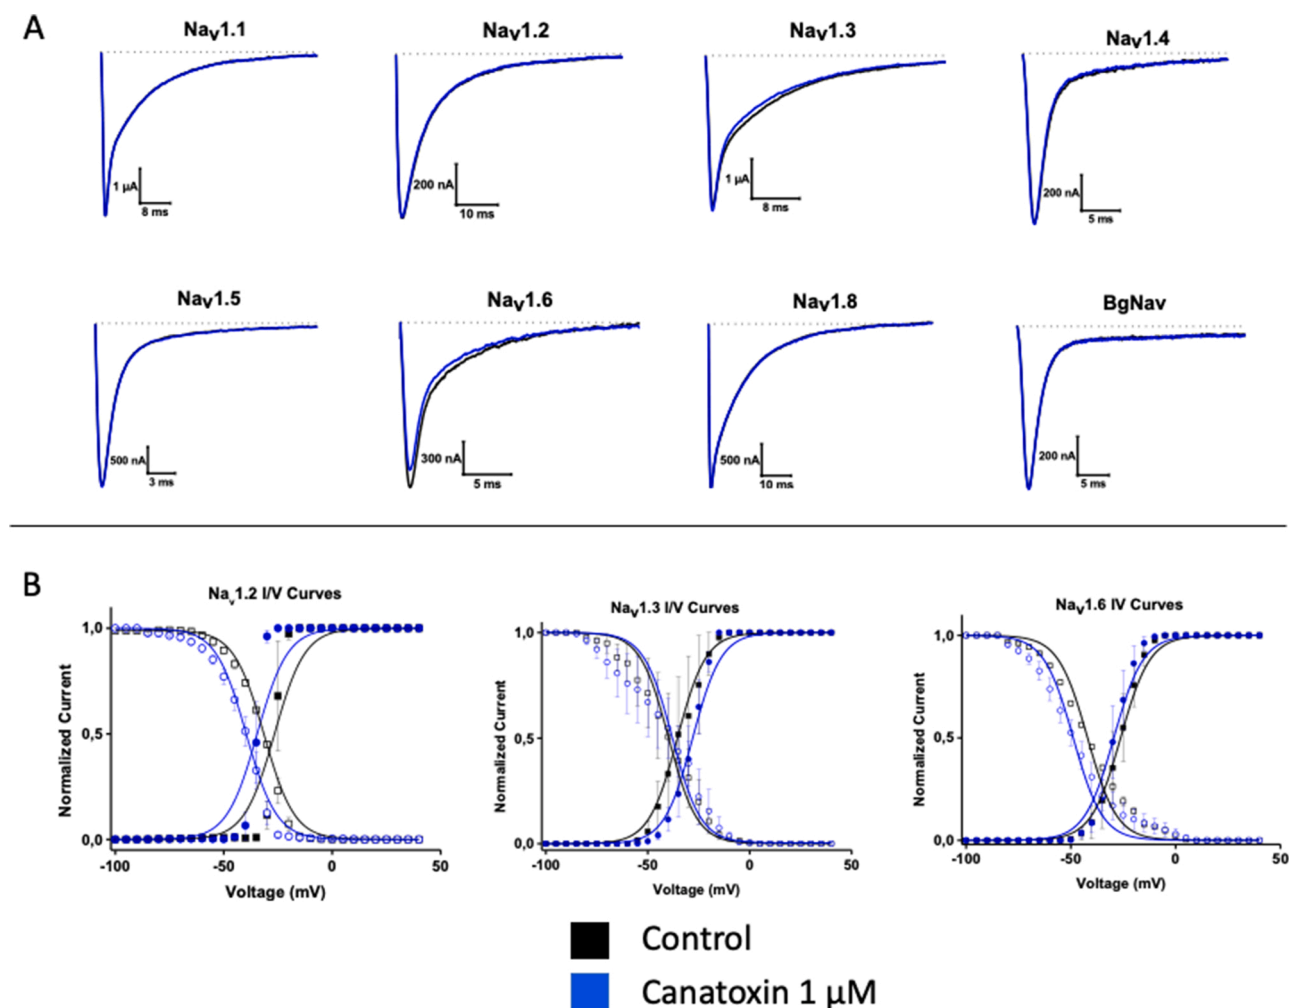 A
Nav1.1
Nav1.2
Nav1.3
Nav1.4
1 µA
8 ms
200 nA
10 ms
1 µA
8 ms
200 nA
5 ms
Nav1.5
Nav1.6
Nav1.8
BgNav
500 nA
3 ms
300 nA
5 ms
500 nA
10 ms
200 nA
5 ms
B
Nav1.2 I/V Curves
Normalized Current
1,0
0,5
0,0
-100
-50
0
50
Voltage (mV)
Nav1.3 I/V Curves
Normalized Current
1,0
0,5
0,0
-100
-50
0
50
Voltage (mV)
Nav1.6 IV Curves
Normalized Current
1,0
0,5
0,0
-100
-50
0
50
Voltage (mV)
Control
Canatoxin 1 µM